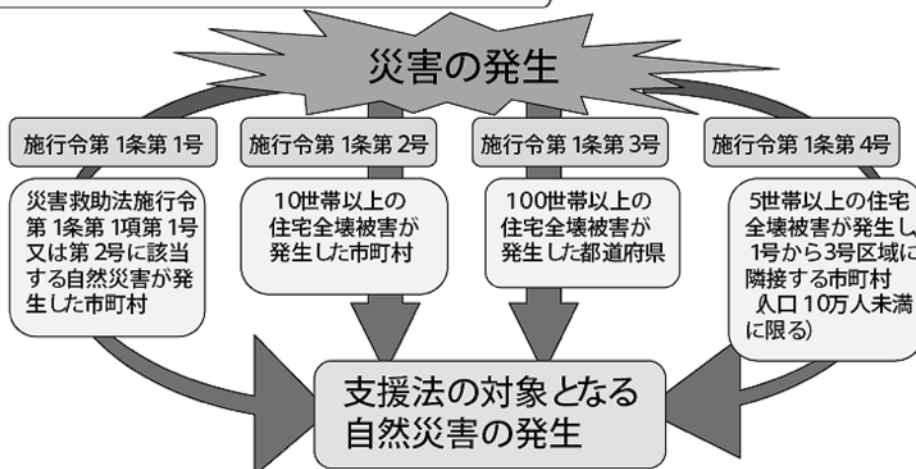 災害の発生
施行令第1条第1号
災害救助法施行令
第1条第1項第1号
又は第2号に該当
する自然災害が発
生した市町村
施行令第1条第2号
10世帯以上の
住宅全壊被害が
発生した市町村
施行令第1条第3号
100世帯以上の
住宅全壊被害が
発生した都道府県
施行令第1条第4号
5世帯以上の住宅
全壊被害が発生し、
1号から3号区域に
隣接する市町村
(人口10万人未満
に限る)
支援法の対象となる
自然災害の発生